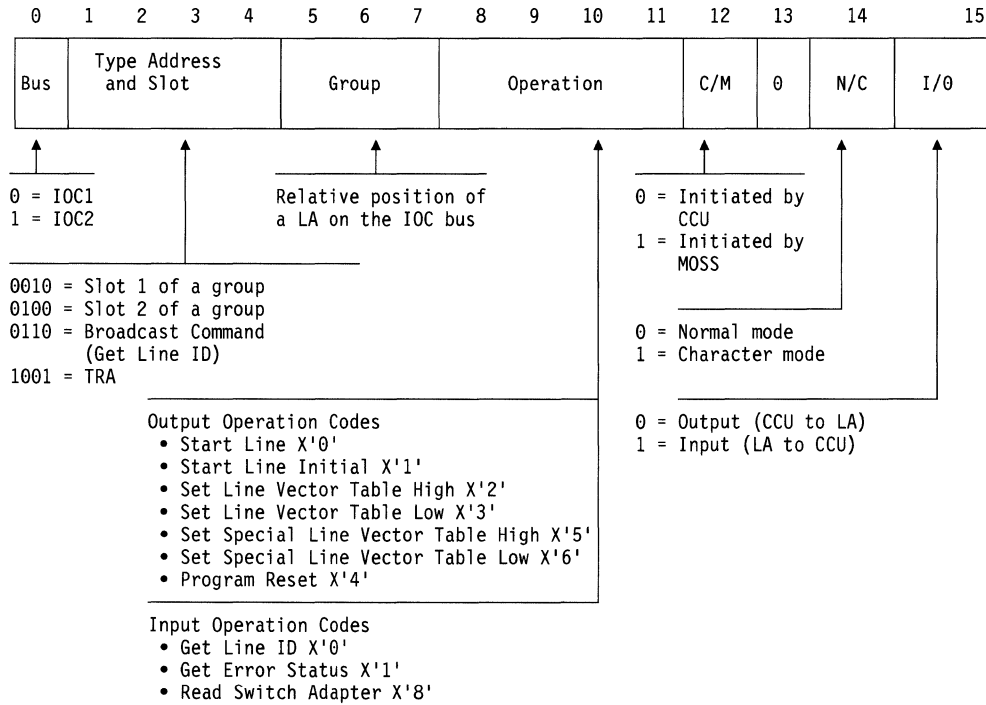 0 1 2 3 4 5 6 7 8 9 10 11 12 13 14 15
Bus
Type Address
and Slot
Group
Operation
C/M
0
N/C
I/0
0 = IOC1
1 = IOC2
Relative position of
a LA on the IOC bus
0 = Initiated by
CCU
1 = Initiated by
MOSS
0010 = Slot 1 of a group
0100 = Slot 2 of a group
0110 = Broadcast Command
(Get Line ID)
1001 = TRA
0 = Normal mode
1 = Character mode
0 = Output (CCU to LA)
1 = Input (LA to CCU)
Output Operation Codes
• Start Line X'0'
• Start Line Initial X'1'
• Set Line Vector Table High X'2'
• Set Line Vector Table Low X'3'
• Set Special Line Vector Table High X'5'
• Set Special Line Vector Table Low X'6'
• Program Reset X'4'
Input Operation Codes
• Get Line ID X'0'
• Get Error Status X'1'
• Read Switch Adapter X'8'